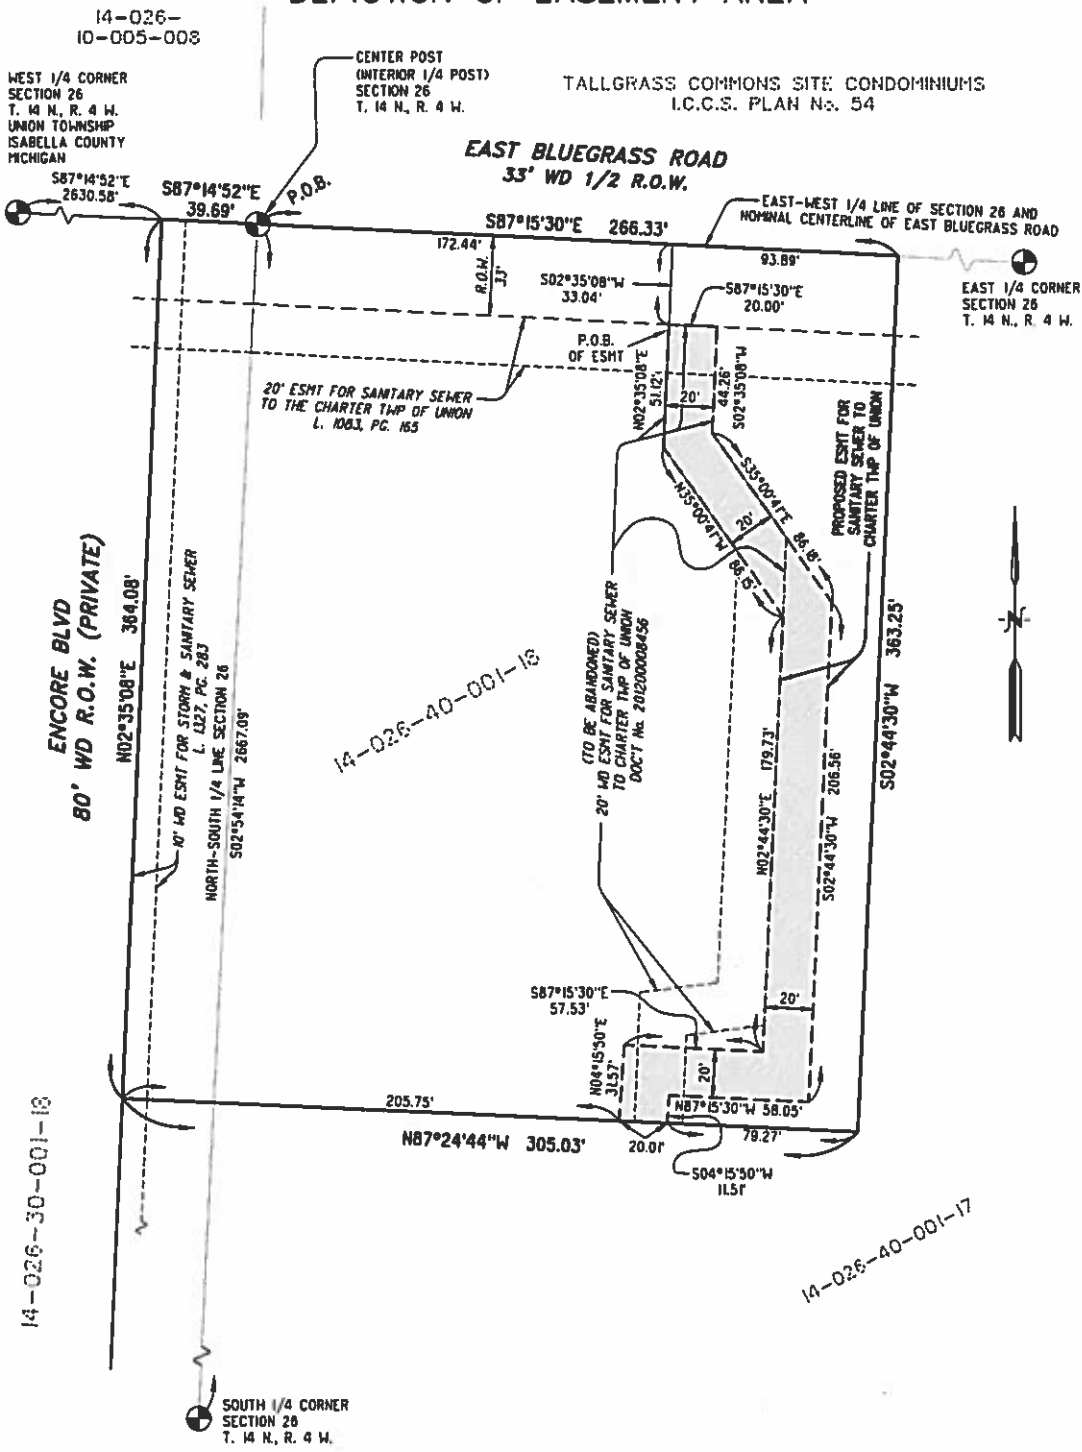 14-026-
10-005-008
WEST 1/4 CORNER
SECTION 26
T. 14 N., R. 4 W.
UNION TOWNSHIP
ISABELLA COUNTY
MICHIGAN
CENTER POST
(INTERIOR 1/4 POST)
SECTION 26
T. 14 N., R. 4 W.
TALLGRASS COMMONS SITE CONDOMINIUMS
I.C.C.S. PLAN No. 54
EAST BLUEGRASS ROAD
33' WD 1/2 R.O.W.
S87°14'52"E
2630.58'
S87°14'52"E
39.69'
P.O.B.
S87°15'30"E 266.33'
EAST-WEST 1/4 LINE OF SECTION 26 AND
NOMINAL CENTERLINE OF EAST BLUEGRASS ROAD
172.44'
R.O.W.
33'
93.89'
EAST 1/4 CORNER
SECTION 26
T. 14 N., R. 4 W.
S02°35'08"W
33.04'
S87°15'30"E
20.00'
P.O.B.
OF ESMT
N02°35'08"E
51.12'
20'
44.26'
S02°35'08"W
20' ESMT FOR SANITARY SEWER
TO THE CHARTER TWP OF UNION
L. 1083, PG. 165
PROPOSED ESMT FOR
SANITARY SEWER TO
CHARTER TWP OF UNION
S35°00'41"E
86.18'
20'
N35°00'41"W
86.15'
ENCORE BLVD
80' WD R.O.W. (PRIVATE)
N02°35'08"E 364.08'
10' WD ESMT FOR STORM & SANITARY SEWER
L. 1327, PG. 283
NORTH-SOUTH 1/4 LINE SECTION 26
S02°54'14"W 2667.09'
14-026-40-001-18
(TO BE ABANDONED)
20' WD ESMT FOR SANITARY SEWER
TO CHARTER TWP OF UNION
DOC'T No. 201200008456
N
S02°44'30"W 363.25'
N02°44'30"E 179.73'
S02°44'30"W 206.56'
20'
S87°15'30"E
57.53'
N04°15'50"E
31.57'
20'
N87°15'30"W 58.05'
205.75'
N87°24'44"W 305.03'
20.01'
79.27'
S04°15'50"W
11.51'
14-026-30-001-18
14-026-40-001-17
SOUTH 1/4 CORNER
SECTION 26
T. 14 N., R. 4 W.